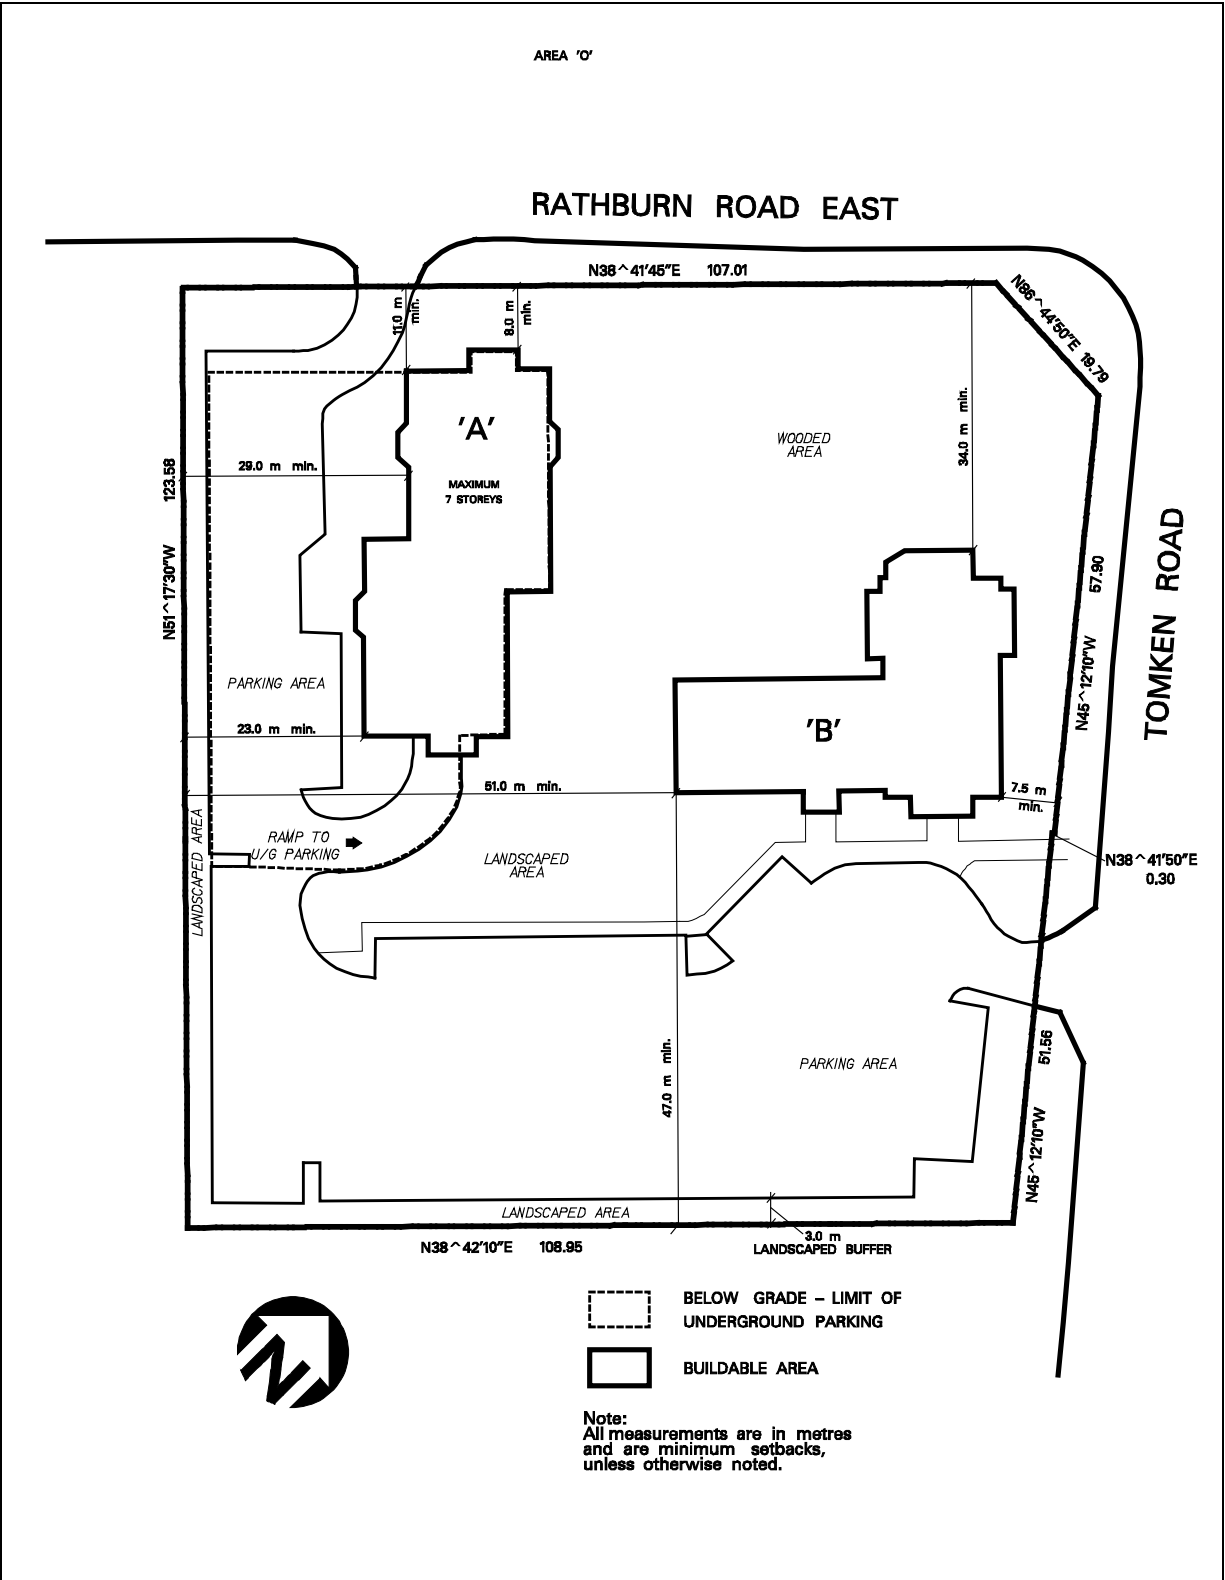 AREA 'O'
RATHBURN ROAD EAST
N38^41'45"E 107.01
N86^44'50"E 19.79
11.0 m min.
8.0 m min.
34.0 m min.
'A'
MAXIMUM
7 STOREYS
WOODED
AREA
29.0 m min.
N51^17'30"W 123.58
TOMKEN ROAD
57.90
N45^12'10"W
PARKING AREA
23.0 m min.
'B'
51.0 m min.
7.5 m
min.
LANDSCAPED AREA
RAMP TO
U/G PARKING
LANDSCAPED
AREA
N38^41'50"E
0.30
47.0 m min.
PARKING AREA
51.56
N45^12'10"W
LANDSCAPED AREA
3.0 m
LANDSCAPED BUFFER
N38^42'10"E 108.95
N
BELOW GRADE - LIMIT OF
UNDERGROUND PARKING
BUILDABLE AREA
Note:
All measurements are in metres
and are minimum setbacks,
unless otherwise noted.